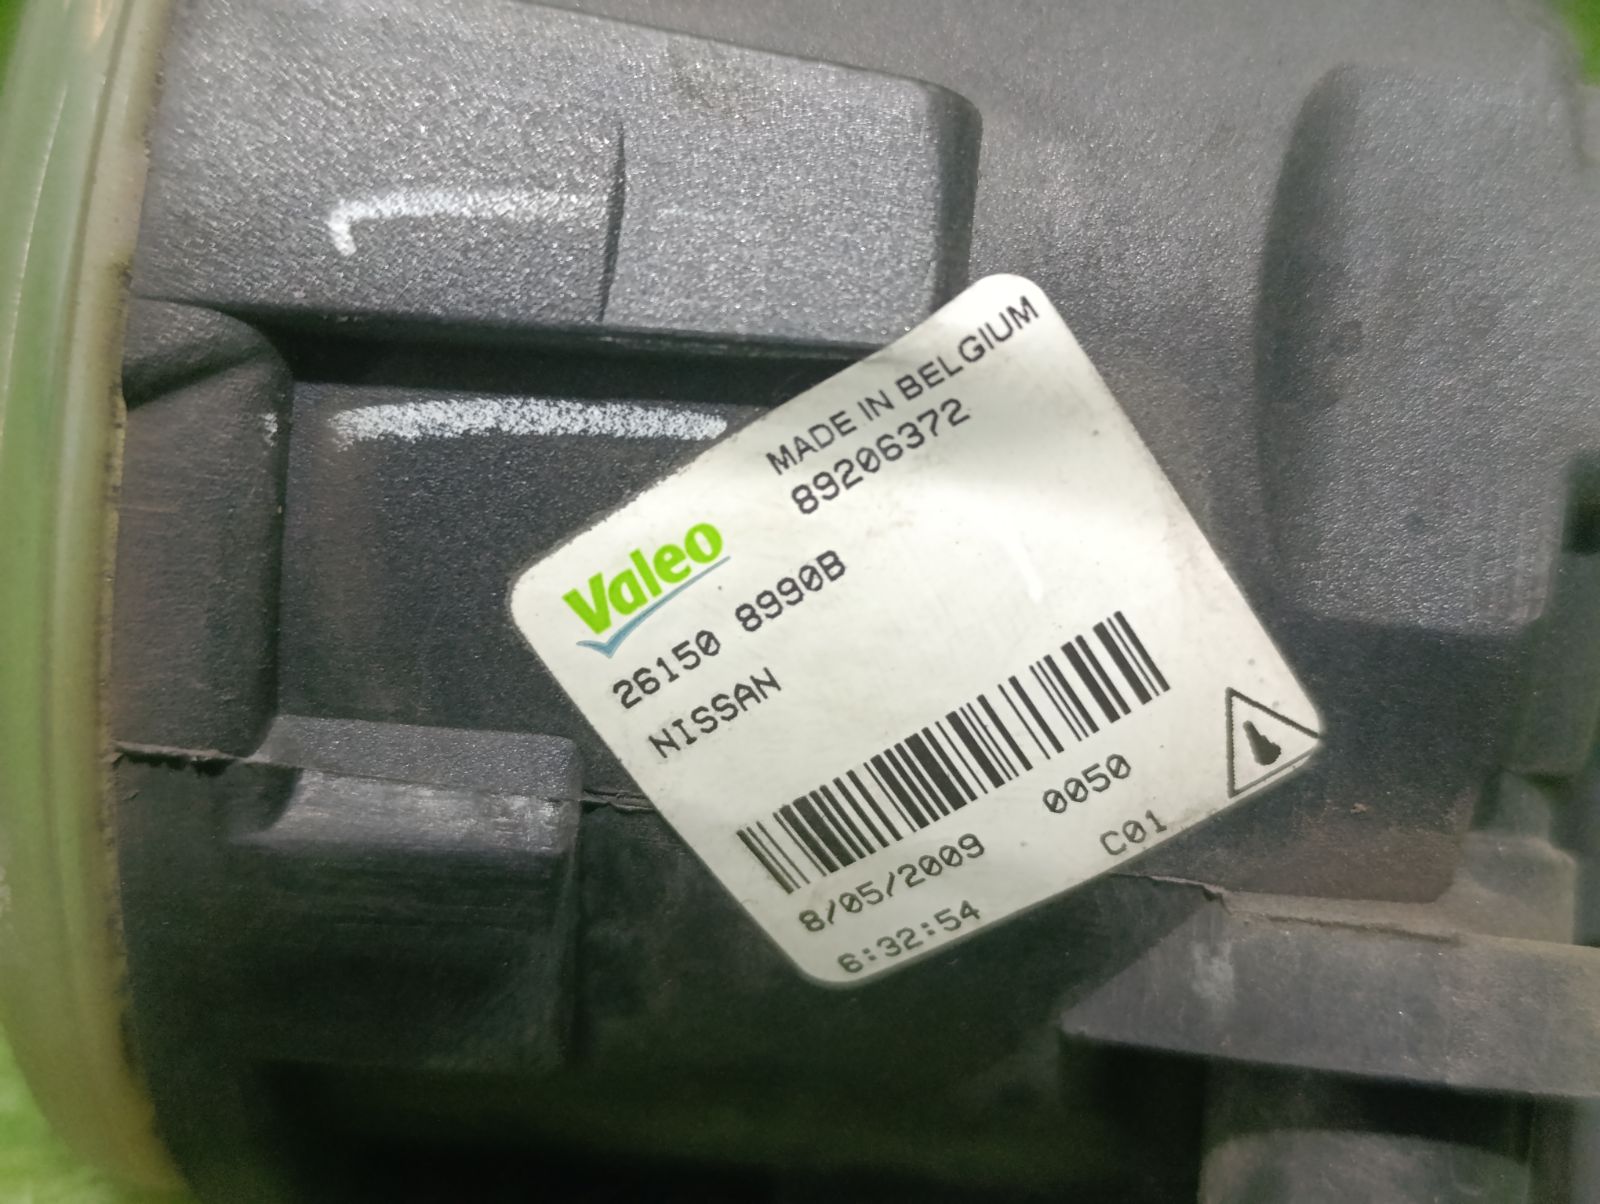 MADE IN BELGIUM
89206372
Valeo
26150 8990B
NISSAN
8/05/2009 0050
6:32:54 C01